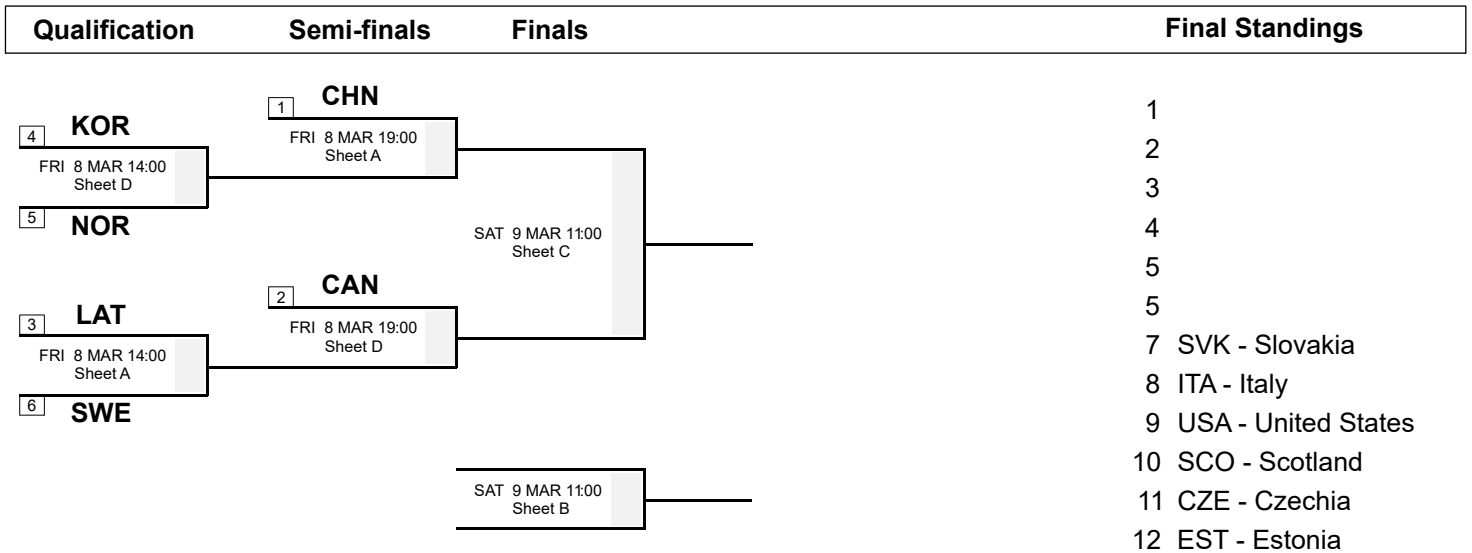 Qualification Semi-finals Finals Final Standings
1 CHN
4 KOR
FRI 8 MAR 19:00
Sheet A
FRI 8 MAR 14:00
Sheet D
5 NOR
SAT 9 MAR 11:00
Sheet C
2 CAN
3 LAT
FRI 8 MAR 19:00
Sheet D
FRI 8 MAR 14:00
Sheet A
6 SWE
SAT 9 MAR 11:00
Sheet B
1
2
3
4
5
5
7 SVK - Slovakia
8 ITA - Italy
9 USA - United States
10 SCO - Scotland
11 CZE - Czechia
12 EST - Estonia